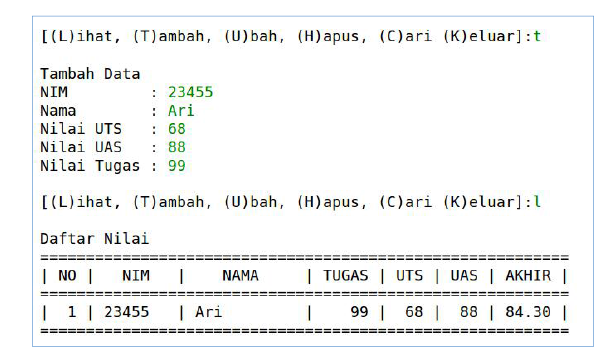 [(L)ihat, (T)ambah, (U)bah, (H)apus, (C)ari (K)eluar]:t
Tambah Data
NIM : 23455
Nama : Ari
Nilai UTS : 68
Nilai UAS : 88
Nilai Tugas : 99
[(L)ihat, (T)ambah, (U)bah, (H)apus, (C)ari (K)eluar]:l
Daftar Nilai
==============================================================
| NO | NIM | NAMA | TUGAS | UTS | UAS | AKHIR |
==============================================================
| 1 | 23455 | Ari | 99 | 68 | 88 | 84.30 |
==============================================================